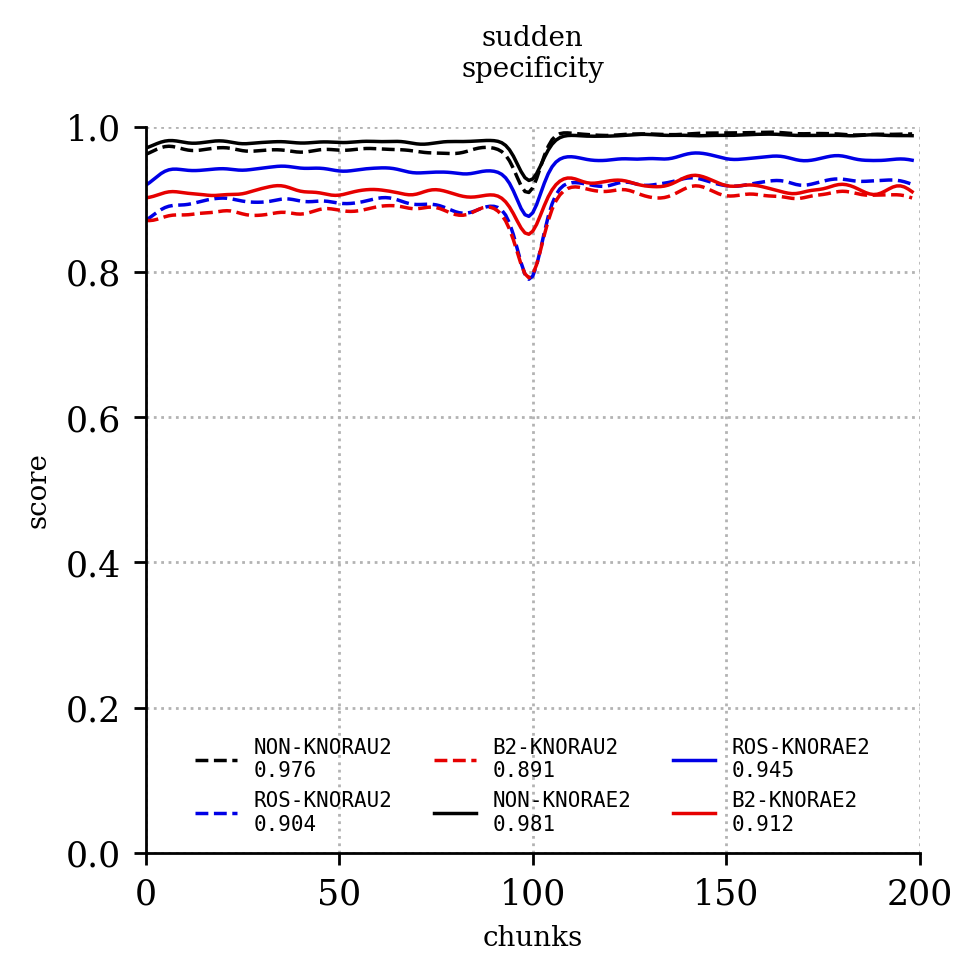 sudden
specificity
1.0
0.8
0.6
0.4
0.2
0.0
score
NON-KNORAU2
0.976
ROS-KNORAU2
0.904
B2-KNORAU2
0.891
NON-KNORAE2
0.981
ROS-KNORAE2
0.945
B2-KNORAE2
0.912
0 50 100 150 200
chunks